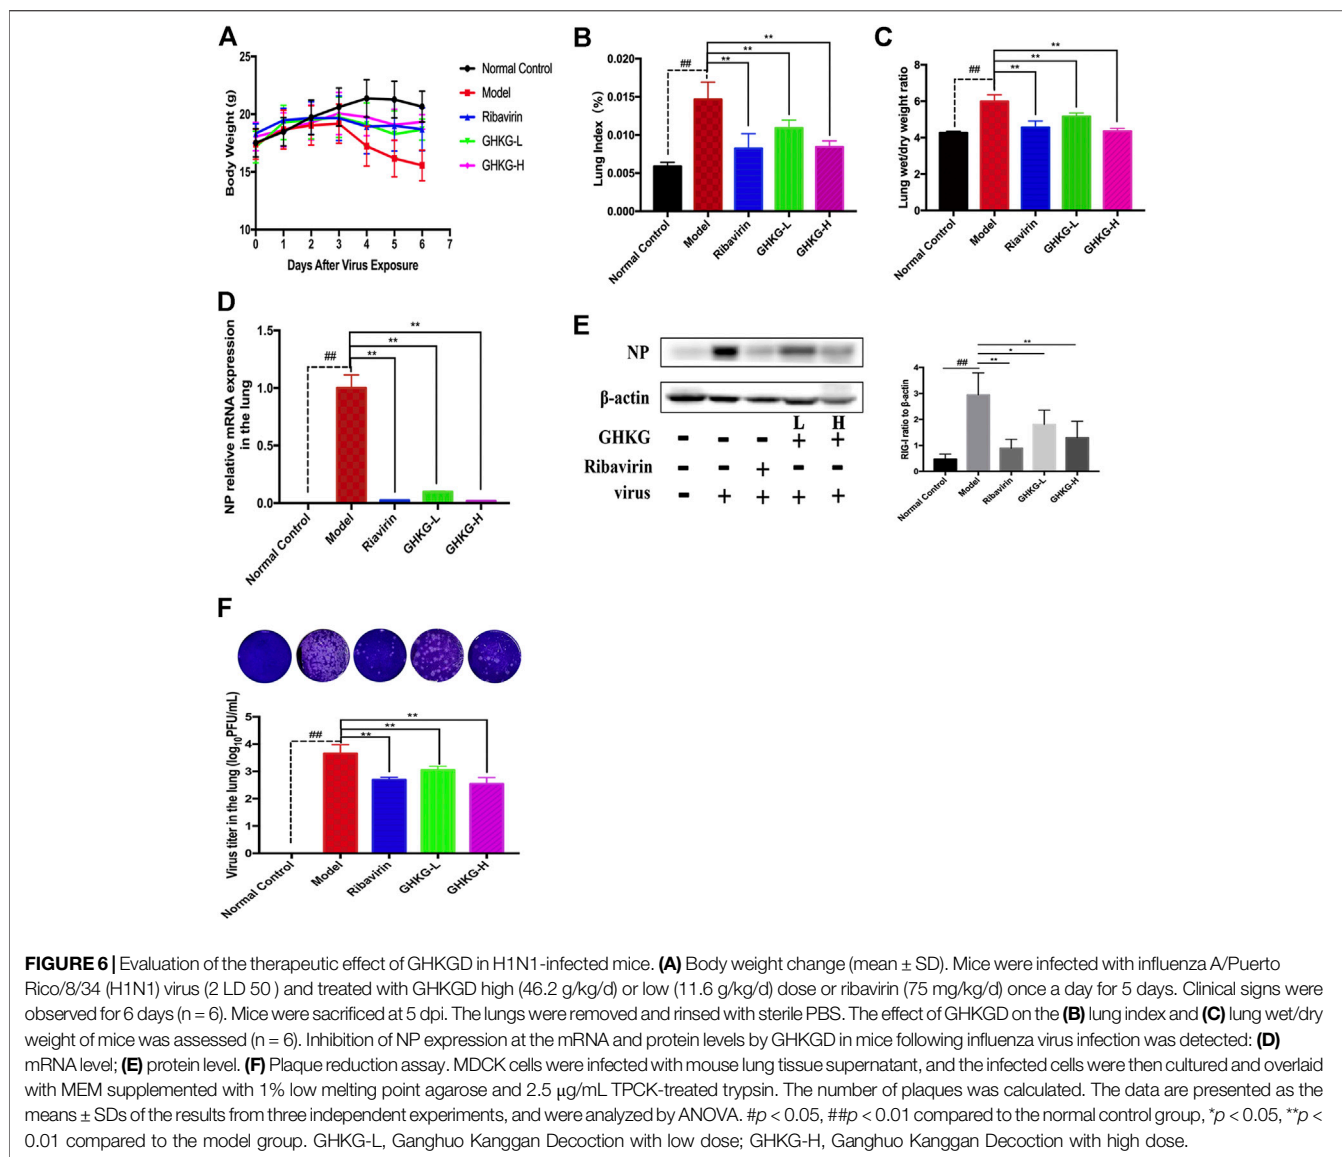 A
Body Weight (g)
25
20
15
10
0 1 2 3 4 5 6 7
Days After Virus Exposure
Normal Control
Model
Ribavirin
GHKG-L
GHKG-H
B
Lung Index (%)
0.020
0.015
0.010
0.005
0.000
##
**
**
**
Normal Control
Model
Ribavirin
GHKG-L
GHKG-H
C
Lung wet/dry weight ratio
8
6
4
2
0
##
**
**
**
Normal Control
Model
Riavirin
GHKG-L
GHKG-H
D
NP relative mRNA expression
in the lung
1.5
1.0
0.5
0.0
##
**
**
**
Normal Control
Model
Riavirin
GHKG-L
GHKG-H
E
NP
β-actin
L H
GHKG - - - + +
Ribavirin - - + - -
virus - + + + +
RIG-I ratio to β-actin
4
3
2
1
0
##
**
*
**
Normal Control
Model
Ribavirin
GHKG-L
GHKG-H
F
Virus titer in the lung (log10PFU/mL)
5
4
3
2
1
0
##
**
**
**
Normal Control
Model
Ribavirin
GHKG-L
GHKG-H
FIGURE 6 | Evaluation of the therapeutic effect of GHKGD in H1N1-infected mice. (A) Body weight change (mean ± SD). Mice were infected with influenza A/Puerto
Rico/8/34 (H1N1) virus (2 LD 50 ) and treated with GHKGD high (46.2 g/kg/d) or low (11.6 g/kg/d) dose or ribavirin (75 mg/kg/d) once a day for 5 days. Clinical signs were
observed for 6 days (n = 6). Mice were sacrificed at 5 dpi. The lungs were removed and rinsed with sterile PBS. The effect of GHKGD on the (B) lung index and (C) lung wet/dry
weight of mice was assessed (n = 6). Inhibition of NP expression at the mRNA and protein levels by GHKGD in mice following influenza virus infection was detected: (D)
mRNA level; (E) protein level. (F) Plaque reduction assay. MDCK cells were infected with mouse lung tissue supernatant, and the infected cells were then cultured and overlaid
with MEM supplemented with 1% low melting point agarose and 2.5 μg/mL TPCK-treated trypsin. The number of plaques was calculated. The data are presented as the
means ± SDs of the results from three independent experiments, and were analyzed by ANOVA. #p < 0.05, ##p < 0.01 compared to the normal control group, *p < 0.05, **p <
0.01 compared to the model group. GHKG-L, Ganghuo Kanggan Decoction with low dose; GHKG-H, Ganghuo Kanggan Decoction with high dose.